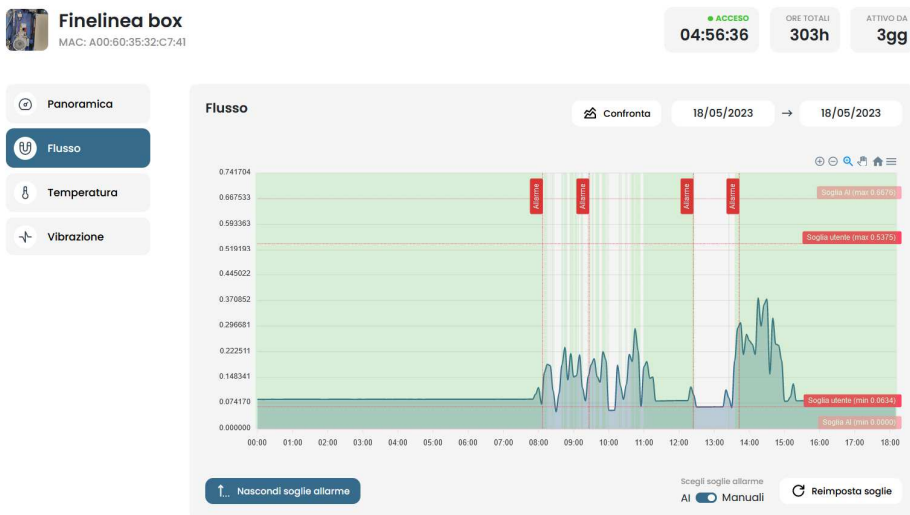 Finelinea box
MAC: A00:60:35:32:C7:41
ACCESO
04:56:36
ORE TOTALI
303h
ATTIVO DA
3gg
Panoramica
Flusso
Temperatura
Vibrazione
Flusso
Confronta
18/05/2023 → 18/05/2023
0.741704
0.667533
0.593363
0.519193
0.445022
0.370852
0.296681
0.222511
0.148341
0.074170
0.000000
Allarme
Allarme
Allarme
Allarme
Soglia AI (max 0.6676)
Soglia utente (max 0.5375)
Soglia utente (min 0.0634)
Soglia AI (min 0.0000)
00:00 01:00 02:00 03:00 04:00 05:00 06:00 07:00 08:00 09:00 10:00 11:00 12:00 13:00 14:00 15:00 16:00 17:00 18:00
Nascondi soglie allarme
Scegli soglie allarme
AI Manuali
Reimposta soglie